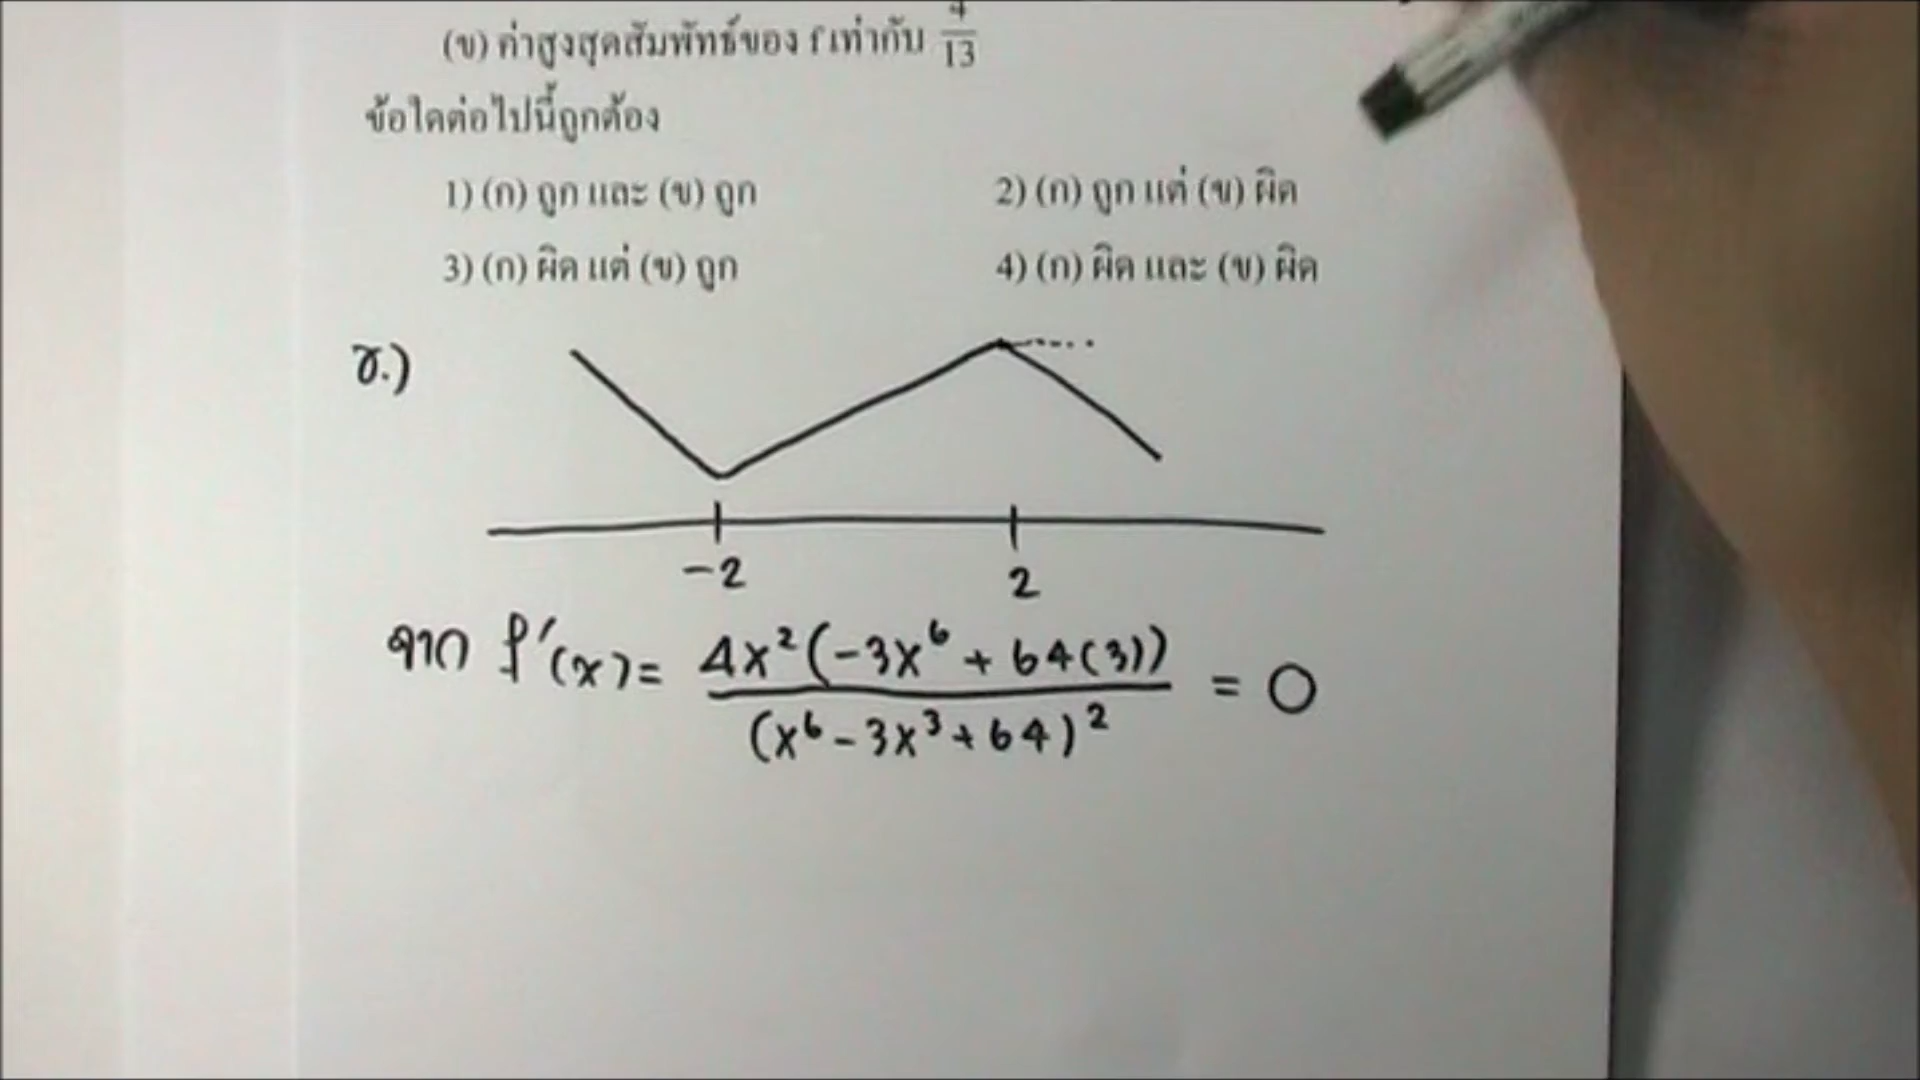 (ข) ค่าสูงสุดสัมพัทธ์ของ f เท่ากับ 4/13
ข้อใดต่อไปนี้ถูกต้อง
1) (ก) ถูก และ (ข) ถูก 2) (ก) ถูก แต่ (ข) ผิด
3) (ก) ผิด แต่ (ข) ถูก 4) (ก) ผิด และ (ข) ผิด
ข.)
-2 2
จาก f'(x) = 4x²(-3x⁶ + 64(3)) / (x⁶ - 3x³ + 64)² = 0